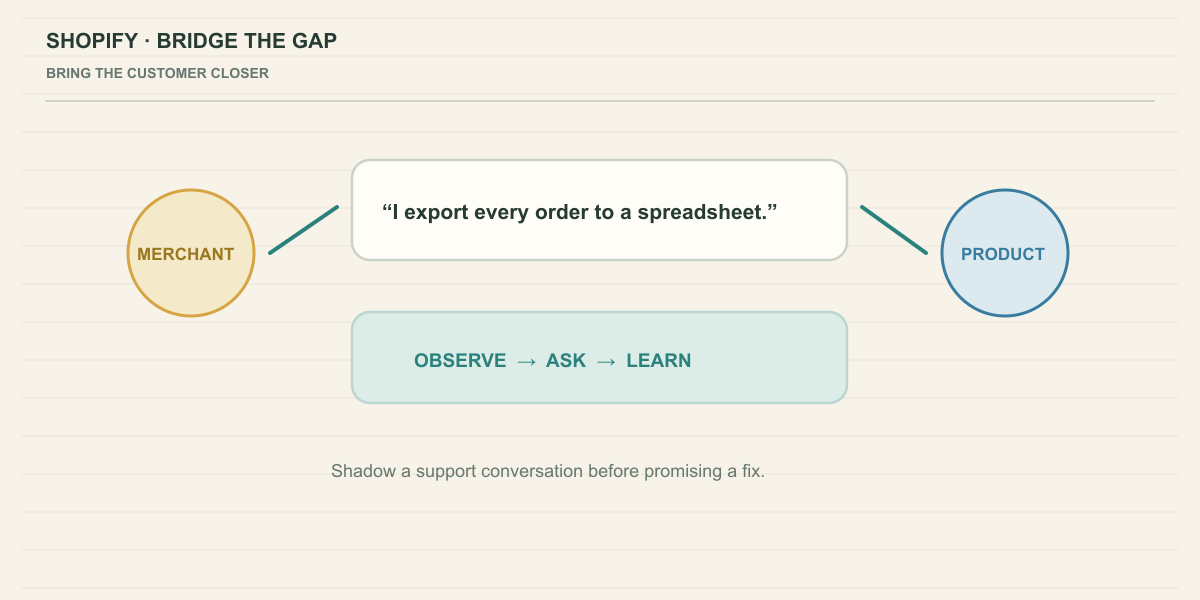 SHOPIFY · BRIDGE THE GAP
BRING THE CUSTOMER CLOSER
MERCHANT
“I export every order to a spreadsheet.”
PRODUCT
OBSERVE → ASK → LEARN
Shadow a support conversation before promising a fix.